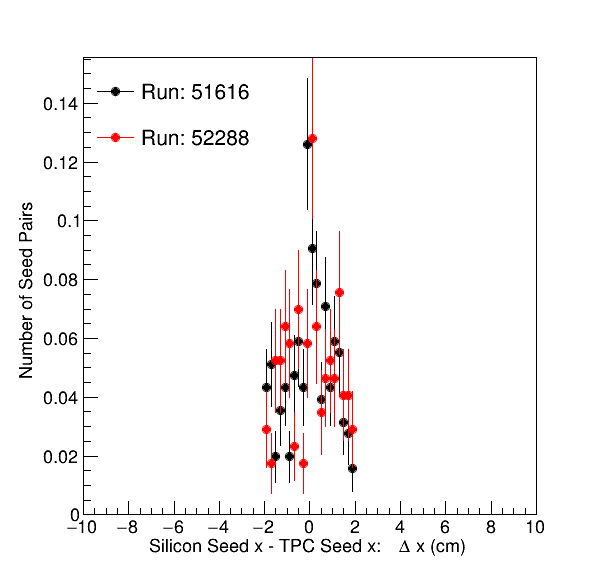 Run: 51616
Run: 52288
0.14
0.12
0.1
0.08
0.06
0.04
0.02
0
Number of Seed Pairs
−10 −8 −6 −4 −2 0 2 4 6 8 10
Silicon Seed x - TPC Seed x: Δ x (cm)